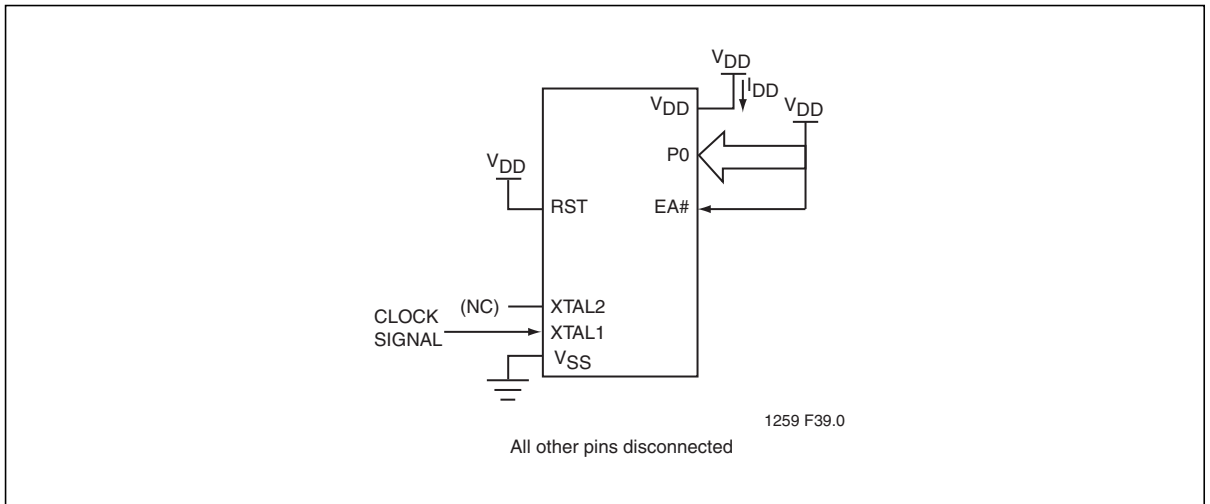 VDD
IDD
VDD
VDD
P0
VDD
RST
EA#
(NC)
XTAL2
CLOCK
SIGNAL
XTAL1
VSS
1259 F39.0
All other pins disconnected